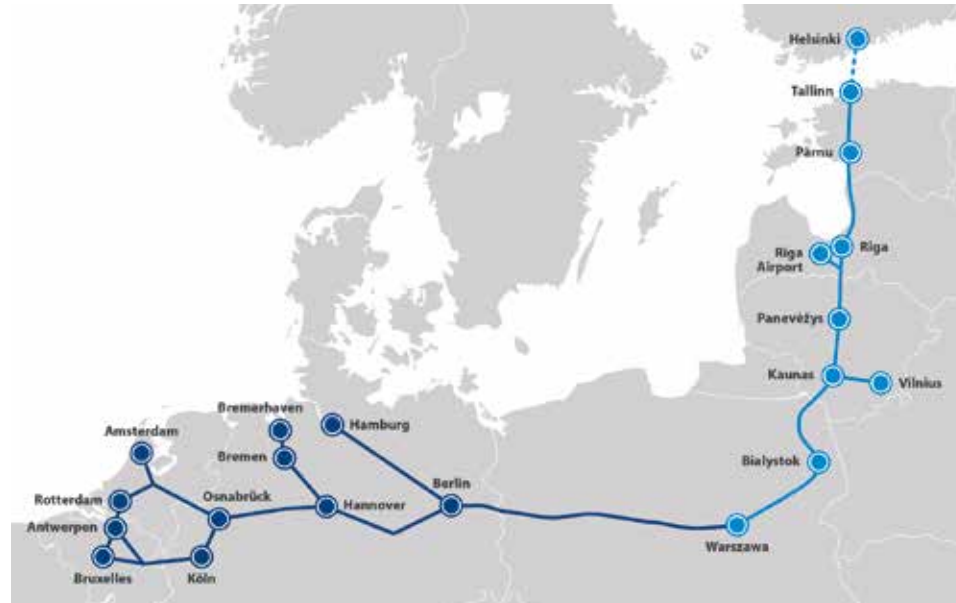 Helsinki
Tallinn
Pärnu
Riga
Riga
Airport
Panevėžys
Kaunas
Vilnius
Bialystok
Warszawa
Bremerhaven
Hamburg
Amsterdam
Bremen
Berlin
Rotterdam
Osnabrück
Hannover
Antwerpen
Bruxelles
Köln